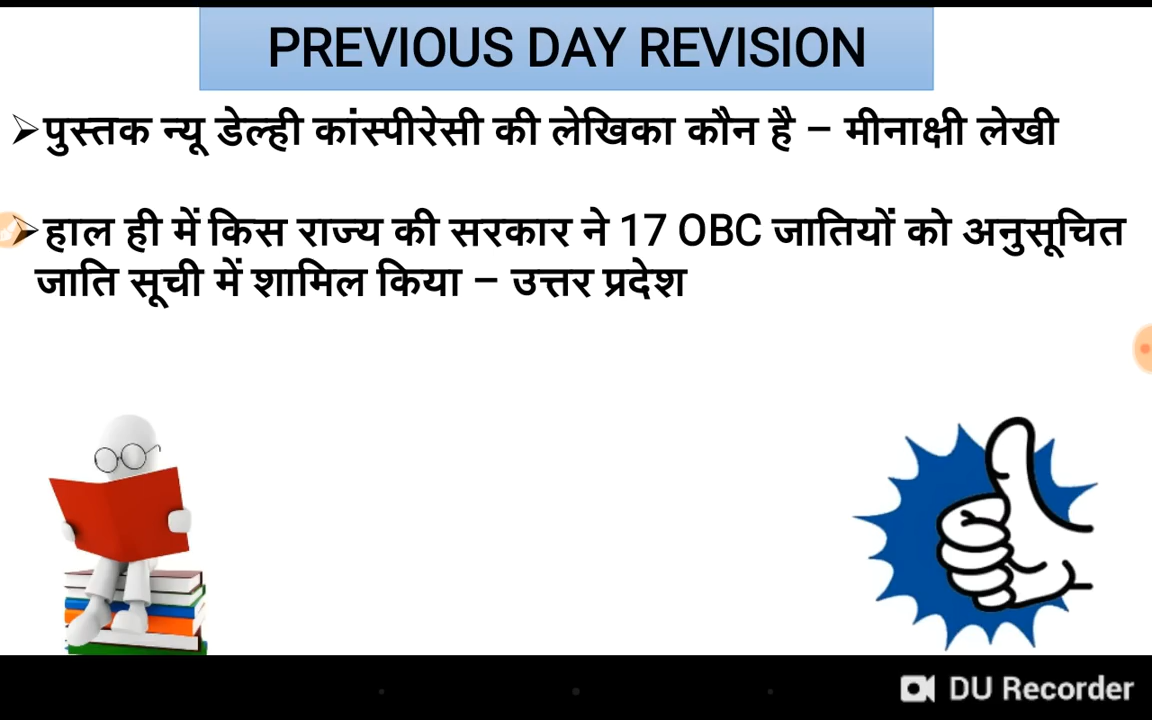 PREVIOUS DAY REVISION
➢पुस्तक न्यू डेल्ही कांस्पीरेसी की लेखिका कौन है – मीनाक्षी लेखी
➢हाल ही में किस राज्य की सरकार ने 17 OBC जातियों को अनुसूचित
जाति सूची में शामिल किया – उत्तर प्रदेश
DU Recorder